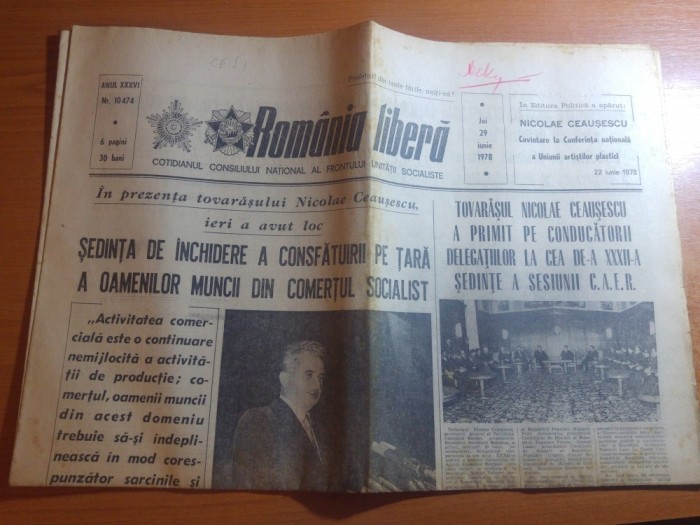 Proletari din toate țările, uniți-vă!
ANUL XXXVI
Nr. 10474
6 pagini
30 bani
România liberă
COTIDIANUL CONSILIULUI NAȚIONAL AL FRONTULUI UNITĂȚII SOCIALISTE
Joi
29
iunie
1978
În Editura Politică a apărut:
NICOLAE CEAUȘESCU
Cuvîntare la Conferința națională
a Uniunii artiștilor plastici
22 iunie 1978
În prezența tovarășului Nicolae Ceaușescu,
ieri a avut loc
ȘEDINȚA DE ÎNCHIDERE A CONSFĂTUIRII PE ȚARĂ
A OAMENILOR MUNCII DIN COMERȚUL SOCIALIST
„Activitatea comer-
cială este o continuare
nemijlocită a activită-
ții de producție; co-
merțul, oamenii muncii
din acest domeniu
trebuie să-și îndepli-
nească în mod cores-
punzător sarcinile și
TOVARĂȘUL NICOLAE CEAUȘESCU
A PRIMIT PE CONDUCĂTORII
DELEGAȚIILOR LA CEA DE-A XXXII-A
ȘEDINȚE A SESIUNII C.A.E.R.